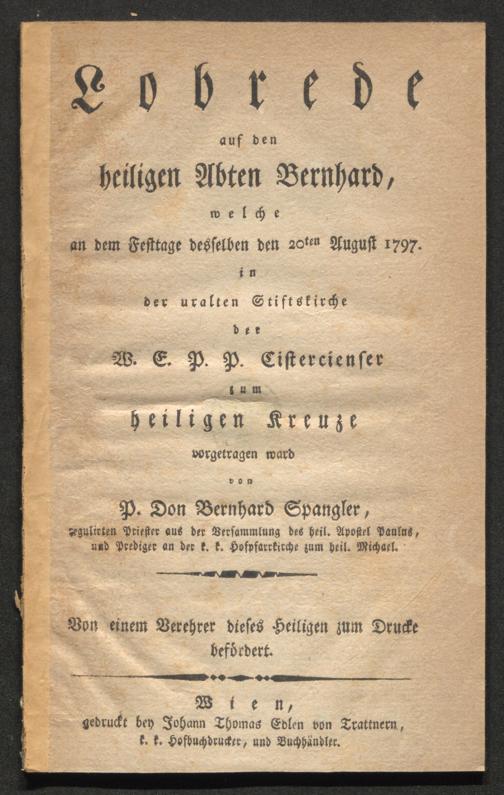 Lobrede
auf den
heiligen Abten Bernhard,
welche
an dem Festtage desselben den 20ten August 1797.
in
der uralten Stiftskirche
der
W. E. P. P. Cistercienser
zum
heiligen Kreuze
vorgetragen ward
von
P. Don Bernhard Spangler,
regulirten Priester aus der Versammlung des heil. Apostel Paulus,
und Prediger an der k. k. Hofpfarrkirche zum heil. Michael.
Von einem Verehrer dieses Heiligen zum Drucke
befördert.
Wien,
gedruckt bey Johann Thomas Edlen von Trattnern,
k. k. Hofbuchdrucker, und Buchhändler.